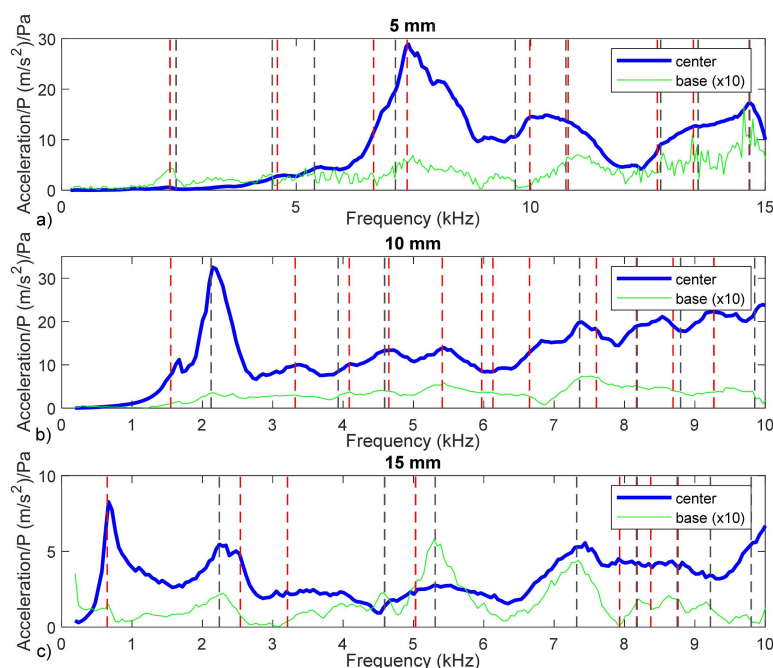 5 mm
Acceleration/P (m/s²)/Pa
30
20
10
0
center
base (x10)
0 5 10 15
a)
Frequency (kHz)
10 mm
Acceleration/P (m/s²)/Pa
30
20
10
0
center
base (x10)
0 1 2 3 4 5 6 7 8 9 10
b)
Frequency (kHz)
15 mm
Acceleration/P (m/s²)/Pa
10
5
0
center
base (x10)
0 1 2 3 4 5 6 7 8 9 10
c)
Frequency (kHz)